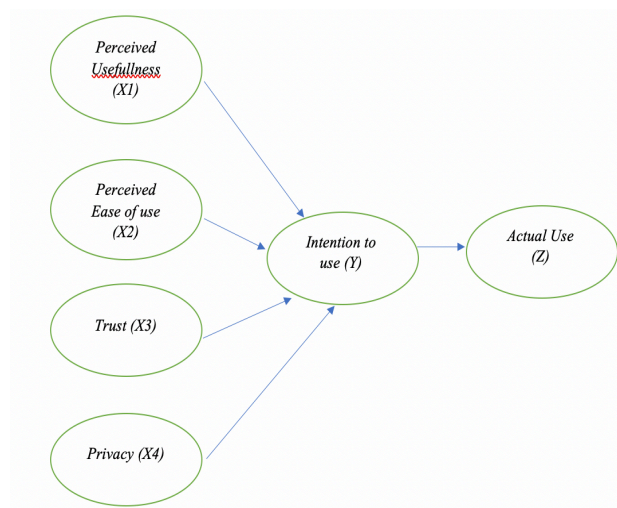 Perceived
Usefullness
(X1)
Perceived
Ease of use
(X2)
Intention to
use (Y)
Actual Use
(Z)
Trust (X3)
Privacy (X4)